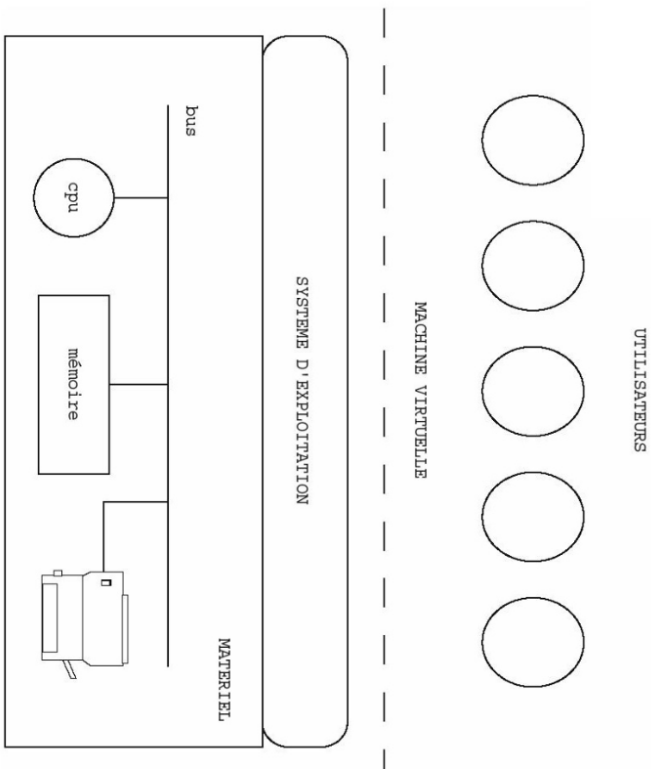 UTILISATEURS
MACHINE VIRTUELLE
SYSTEME D'EXPLOITATION
MATERIEL
bus
cpu
mémoire